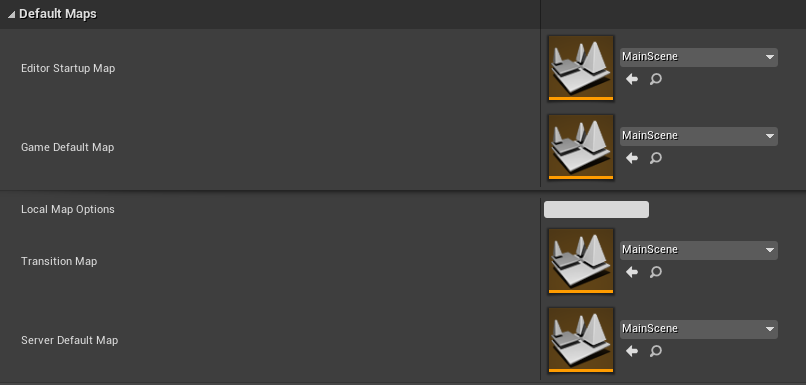 Default Maps
Editor Startup Map
MainScene
Game Default Map
MainScene
Local Map Options
Transition Map
MainScene
Server Default Map
MainScene